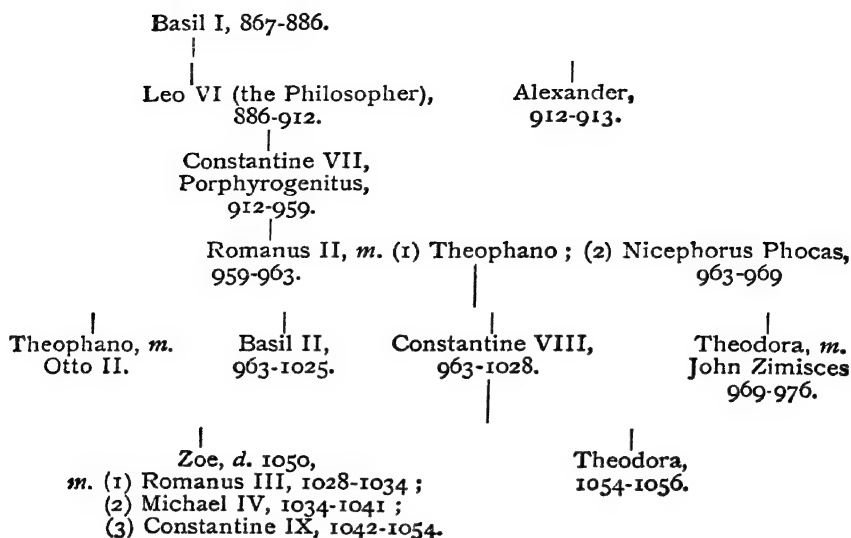 Basil I, 867-886.
Leo VI (the Philosopher), Alexander,
886-912. 912-913.
Constantine VII,
Porphyrogenitus,
912-959.
Romanus II, m. (1) Theophano ; (2) Nicephorus Phocas,
959-963. 963-969
Theophano, m. Basil II, Constantine VIII, Theodora, m.
Otto II. 963-1025. 963-1028. John Zimisces
969-976.
Zoe, d. 1050, Theodora,
m. (1) Romanus III, 1028-1034 ; 1054-1056.
(2) Michael IV, 1034-1041 ;
(3) Constantine IX, 1042-1054.